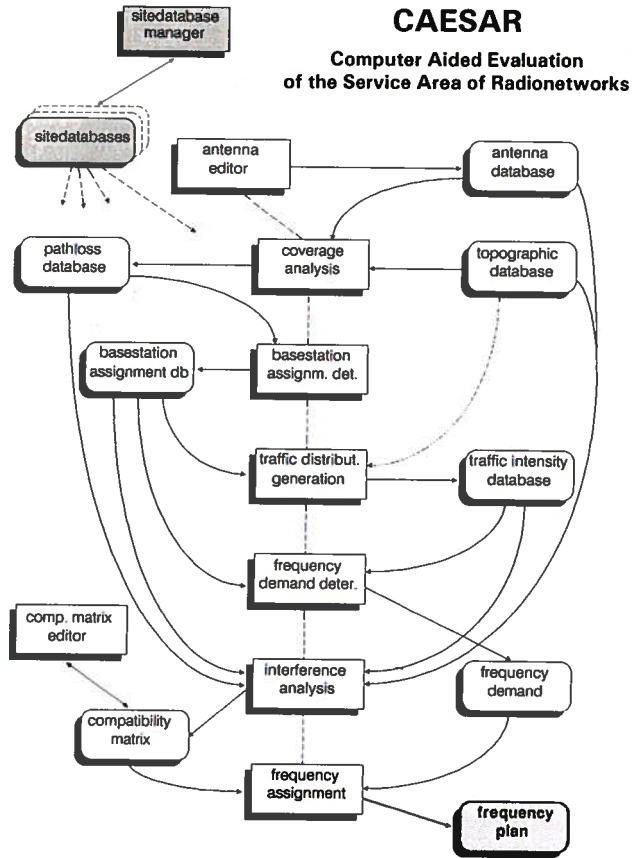 CAESAR
Computer Aided Evaluation
of the Service Area of Radionetworks
sitedatabase
manager
sitedatabases
antenna
editor
antenna
database
pathloss
database
coverage
analysis
topographic
database
basestation
assignment db
basestation
assignm. det.
traffic distribut.
generation
traffic intensity
database
frequency
demand deter.
comp. matrix
editor
interference
analysis
frequency
demand
compatibility
matrix
frequency
assignment
frequency
plan